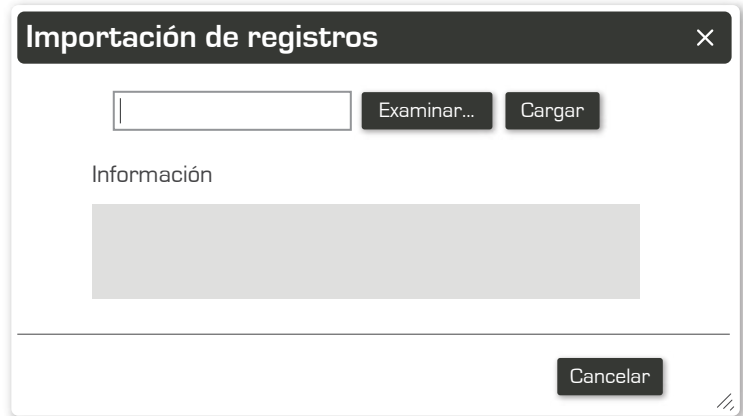 Importación de registros
Examinar... Cargar
Información
Cancelar